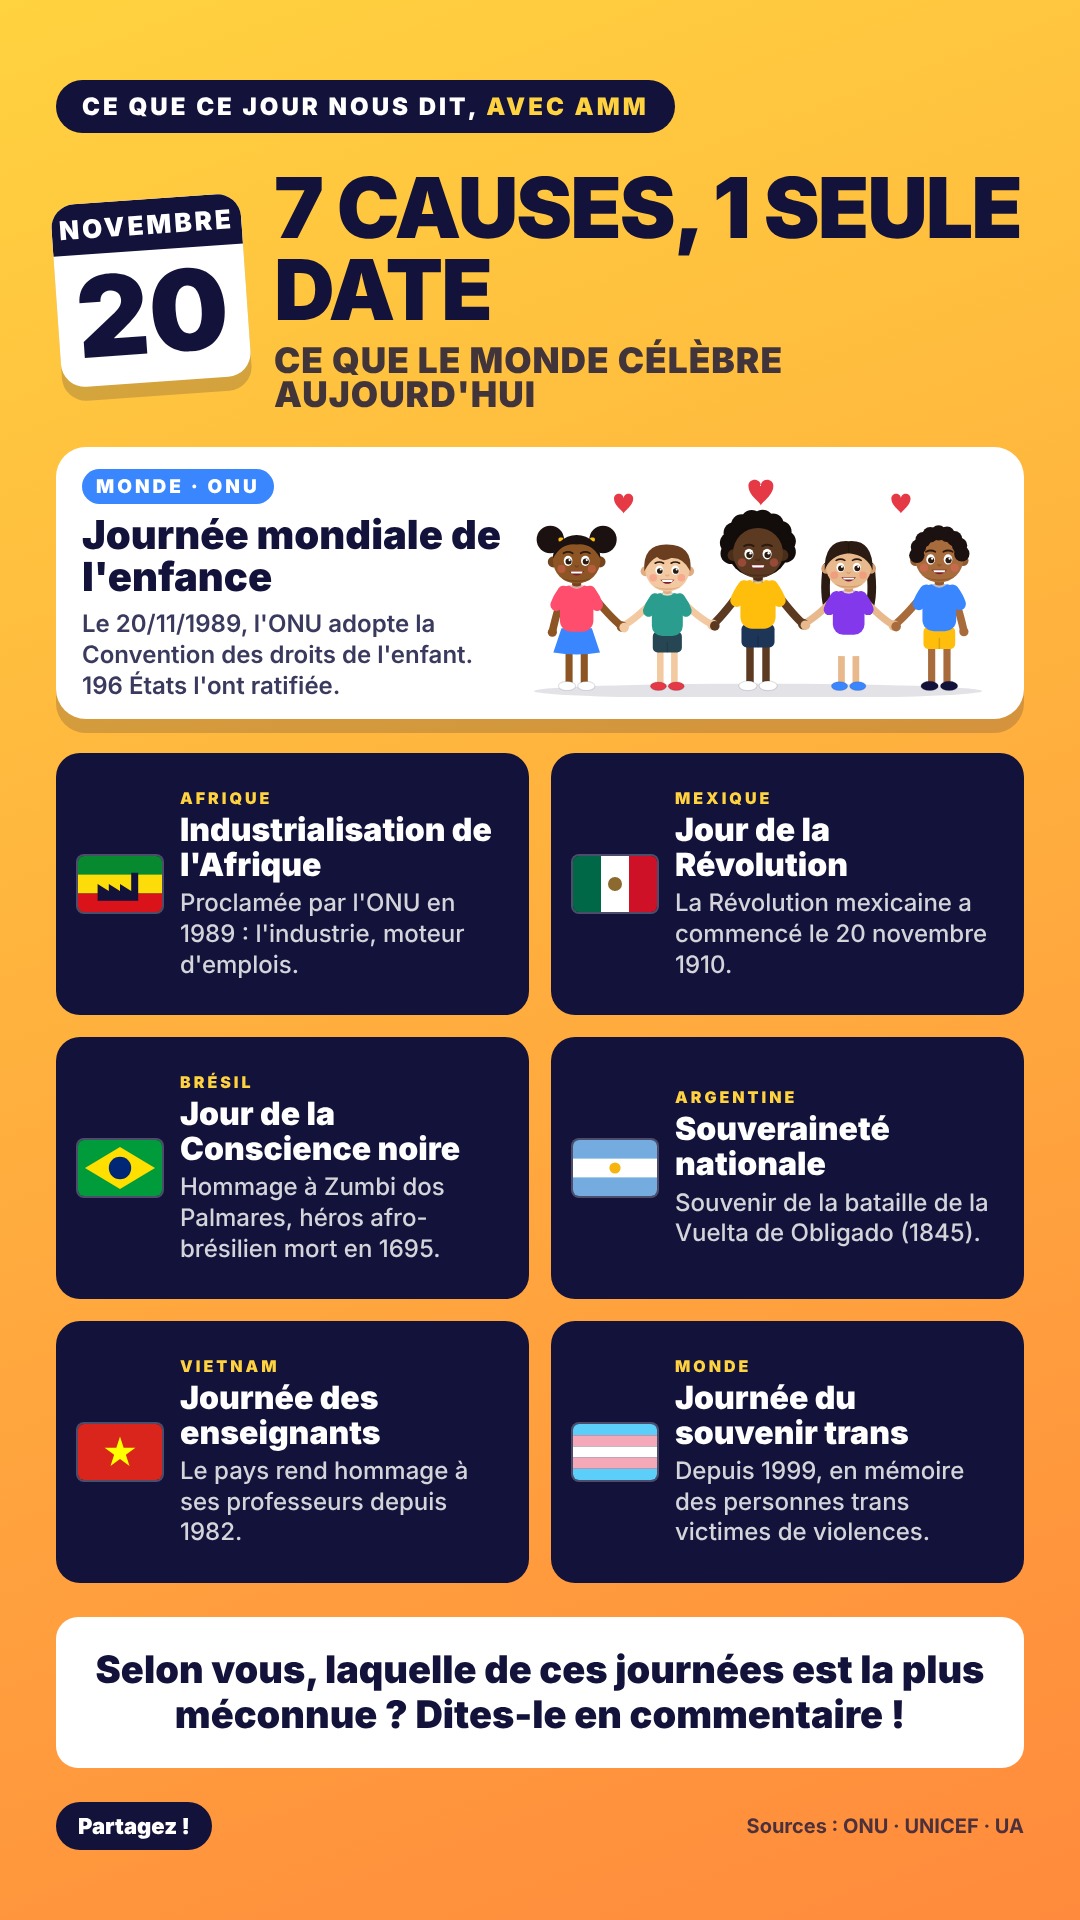 CE QUE CE JOUR NOUS DIT, AVEC AMM
NOVEMBRE
20
7 CAUSES, 1 SEULE
DATE
CE QUE LE MONDE CÉLÈBRE
AUJOURD'HUI
MONDE · ONU
Journée mondiale de
l'enfance
Le 20/11/1989, l'ONU adopte la
Convention des droits de l'enfant.
196 États l'ont ratifiée.
AFRIQUE
Industrialisation de
l'Afrique
Proclamée par l'ONU en
1989 : l'industrie, moteur
d'emplois.
MEXIQUE
Jour de la
Révolution
La Révolution mexicaine a
commencé le 20 novembre
1910.
BRÉSIL
Jour de la
Conscience noire
Hommage à Zumbi dos
Palmares, héros afro-
brésilien mort en 1695.
ARGENTINE
Souveraineté
nationale
Souvenir de la bataille de la
Vuelta de Obligado (1845).
VIETNAM
Journée des
enseignants
Le pays rend hommage à
ses professeurs depuis
1982.
MONDE
Journée du
souvenir trans
Depuis 1999, en mémoire
des personnes trans
victimes de violences.
Selon vous, laquelle de ces journées est la plus
méconnue ? Dites-le en commentaire !
Partagez !
Sources : ONU · UNICEF · UA